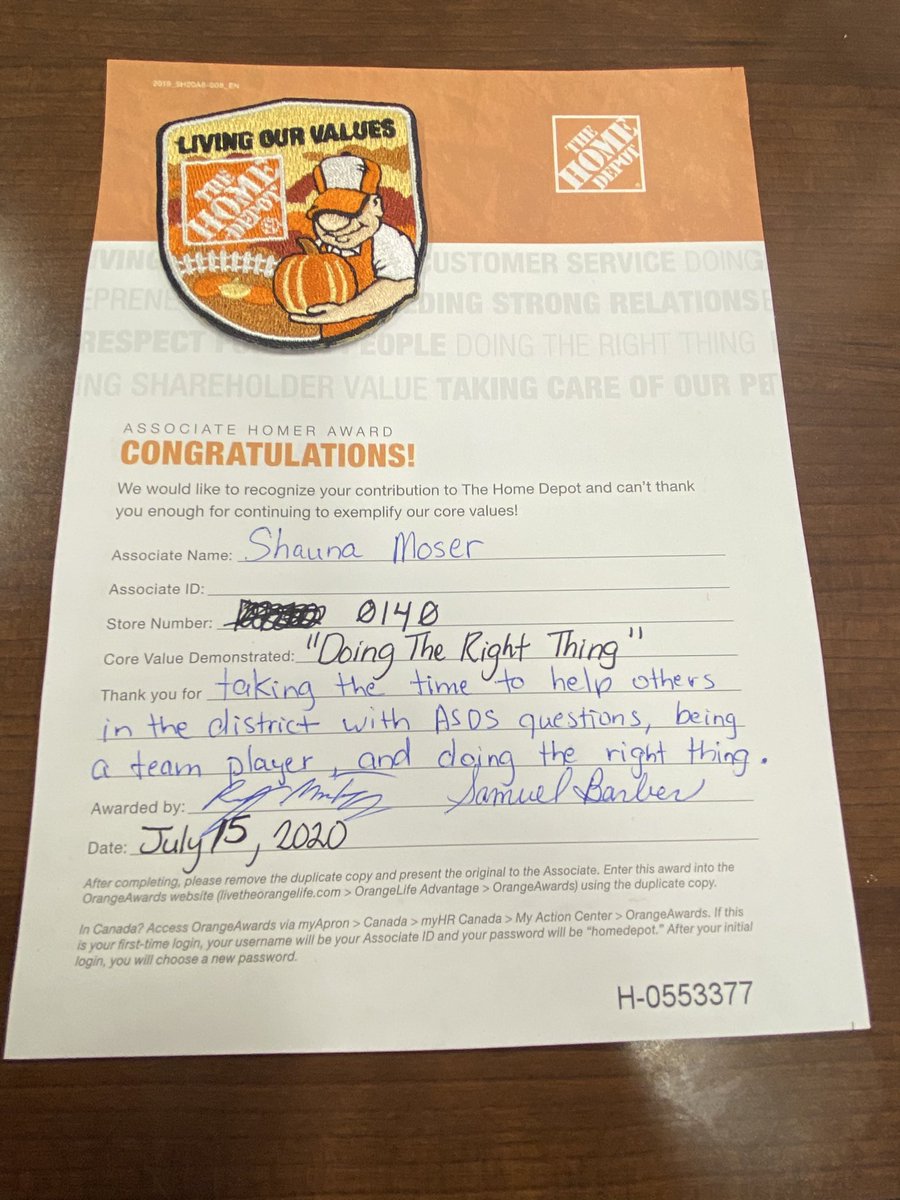 2019_SH20A8-008_EN
LIVING OUR VALUES
THE
HOME
DEPOT
THE
HOME
DEPOT
IVING CUSTOMER SERVICE DOING
EPRENE DING STRONG RELATIONS
RESPECT F PEOPLE DOING THE RIGHT THING
NG SHAREHOLDER VALUE TAKING CARE OF OUR PE
ASSOCIATE HOMER AWARD
CONGRATULATIONS!
We would like to recognize your contribution to The Home Depot and can't thank
you enough for continuing to exemplify our core values!
Associate Name: Shauna Moser
Associate ID:
Store Number: 0140
Core Value Demonstrated: "Doing The Right Thing"
Thank you for taking the time to help others
in the district with ASDS questions, being
a team player, and doing the right thing.
Awarded by: Samuel Barber
Date: July 15, 2020
After completing, please remove the duplicate copy and present the original to the Associate. Enter this award into the
OrangeAwards website (livetheorangelife.com > OrangeLife Advantage > OrangeAwards) using the duplicate copy.
In Canada? Access OrangeAwards via myApron > Canada > myHR Canada > My Action Center > OrangeAwards. If this
is your first-time login, your username will be your Associate ID and your password will be "homedepot." After your initial
login, you will choose a new password.
H-0553377